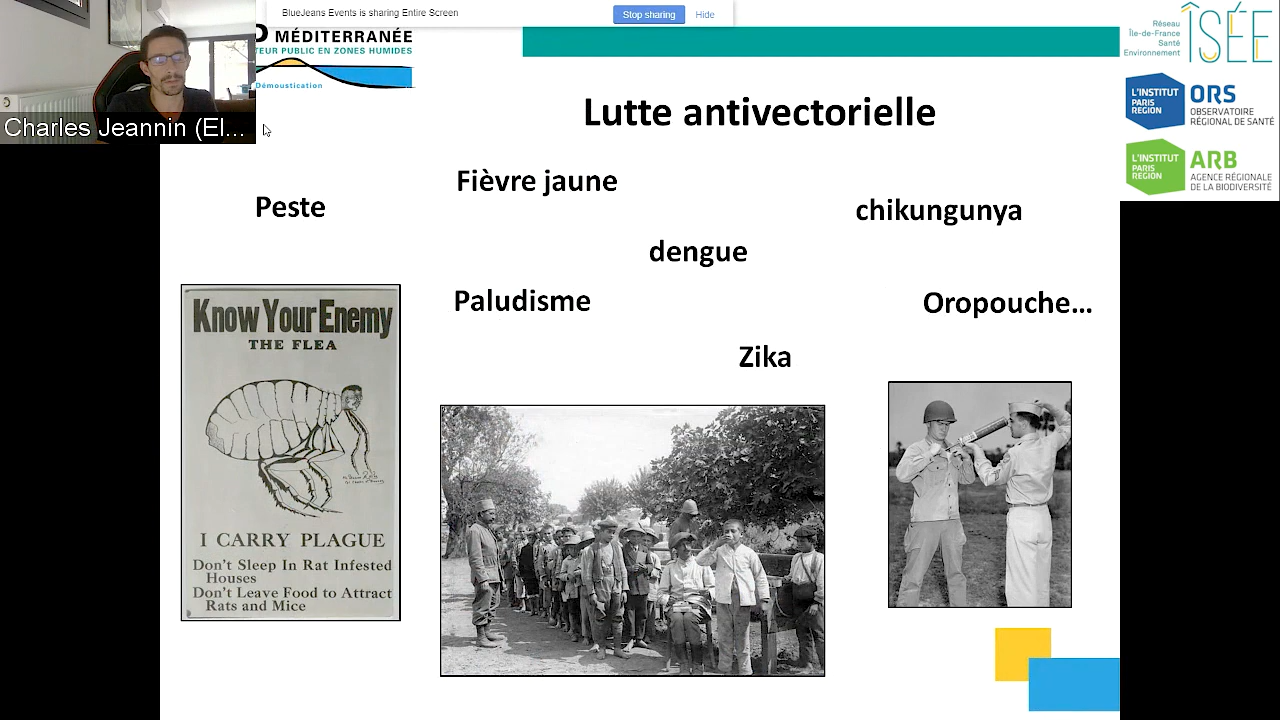 BlueJeans Events is sharing Entire Screen
Stop sharing
Hide
MÉDITERRANÉE
TEUR PUBLIC EN ZONES HUMIDES
Démoustication
Charles Jeannin (El...
Réseau
Île-de-France
Santé
Environnement
ÎSÉE
L'INSTITUT
PARIS
REGION
ORS
OBSERVATOIRE
RÉGIONAL DE SANTÉ
L'INSTITUT
PARIS
REGION
ARB
AGENCE RÉGIONALE
DE LA BIODIVERSITÉ
Lutte antivectorielle
Fièvre jaune
Peste
chikungunya
dengue
Paludisme
Oropouche...
Zika
Know Your Enemy
THE FLEA
I CARRY PLAGUE
Don't Sleep In Rat Infested
Houses
Don't Leave Food to Attract
Rats and Mice